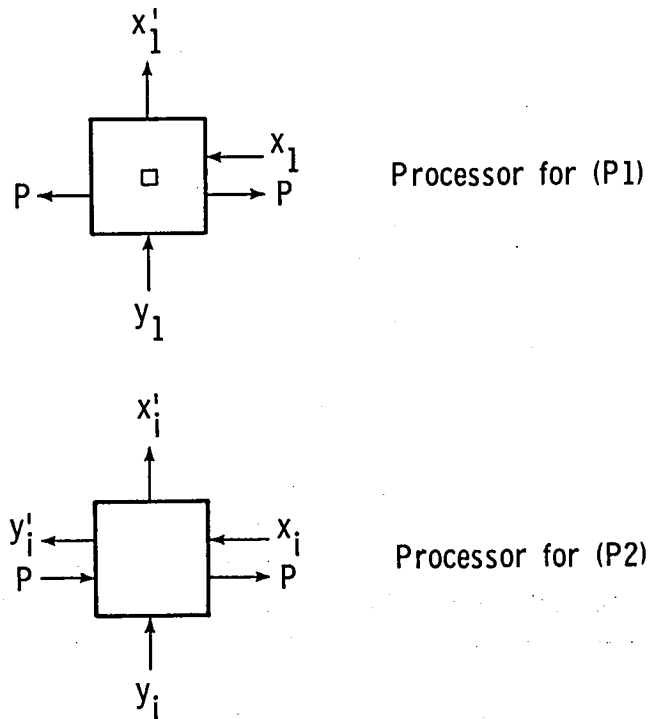 x'₁
x₁
P P Processor for (P1)
y₁
x'ᵢ
y'ᵢ xᵢ
P P Processor for (P2)
yᵢ